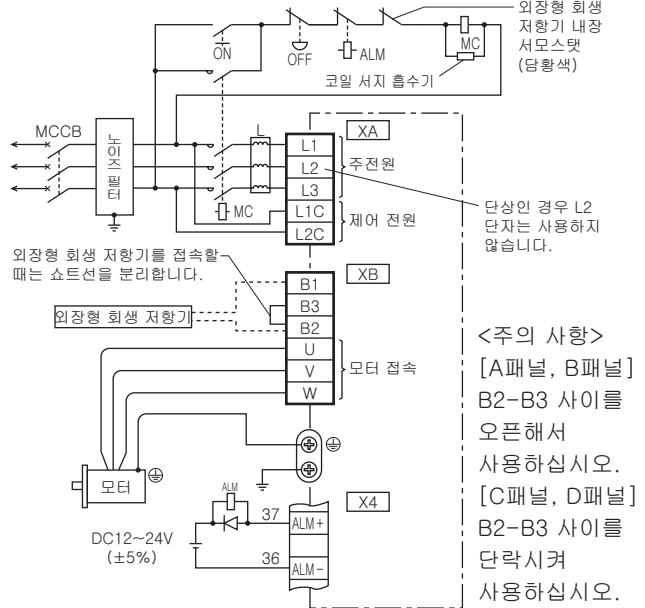 외장형 회생
저항기 내장
서모스탯
(담황색)
ON
OFF
ALM
MC
코일 서지 흡수기
MCCB
노이즈 필터
L
MC
XA
L1
L2
L3
L1C
L2C
주전원
제어 전원
단상인 경우 L2
단자는 사용하지
않습니다.
외장형 회생 저항기를 접속할
때는 쇼트선을 분리합니다.
외장형 회생 저항기
XB
B1
B3
B2
U
V
W
모터 접속
모터
<주의 사항>
[A패널, B패널]
B2-B3 사이를
오픈해서
사용하십시오.
[C패널, D패널]
B2-B3 사이를
단락시켜
사용하십시오.
ALM
DC12~24V
(±5%)
37
36
ALM+
ALM-
X4